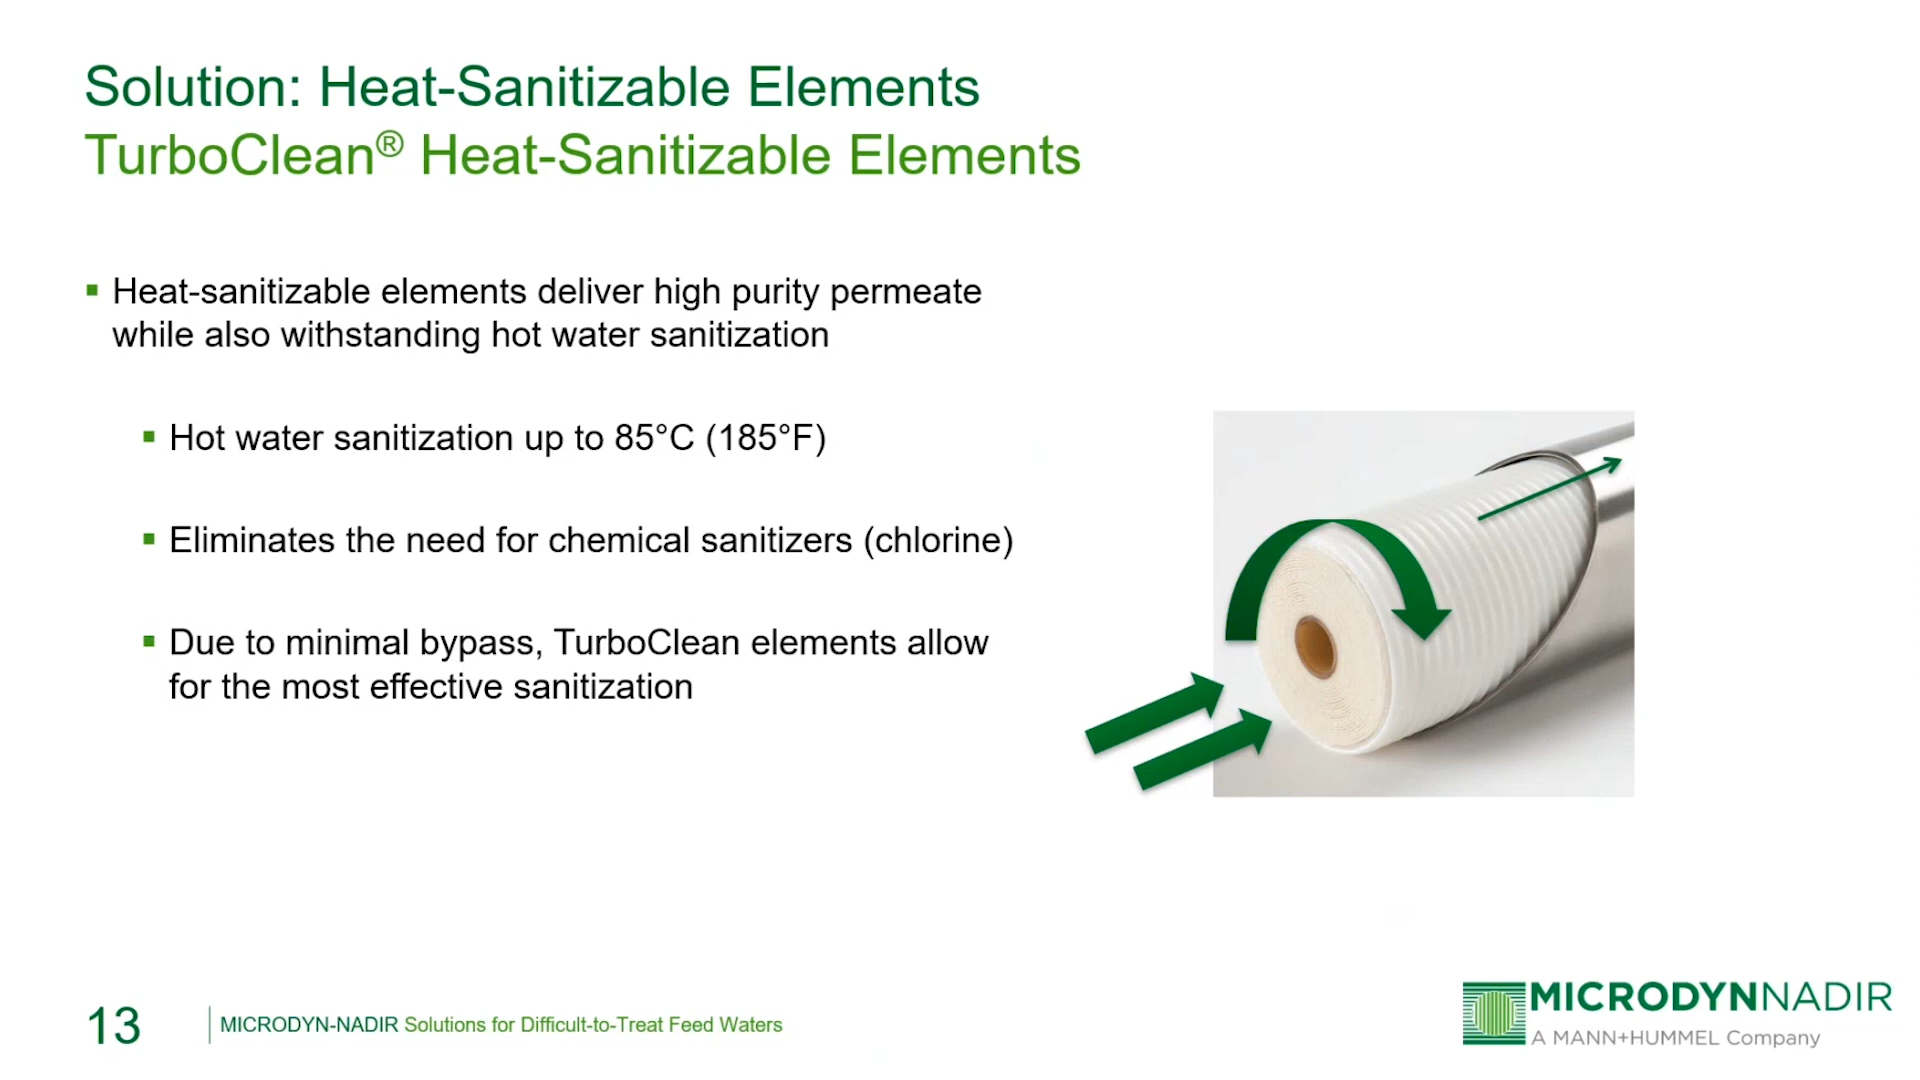 Solution: Heat-Sanitizable Elements
TurboClean® Heat-Sanitizable Elements
▪ Heat-sanitizable elements deliver high purity permeate
while also withstanding hot water sanitization
▪ Hot water sanitization up to 85°C (185°F)
▪ Eliminates the need for chemical sanitizers (chlorine)
▪ Due to minimal bypass, TurboClean elements allow
for the most effective sanitization
13
MICRODYN-NADIR Solutions for Difficult-to-Treat Feed Waters
MICRODYNNADIR
A MANN+HUMMEL Company